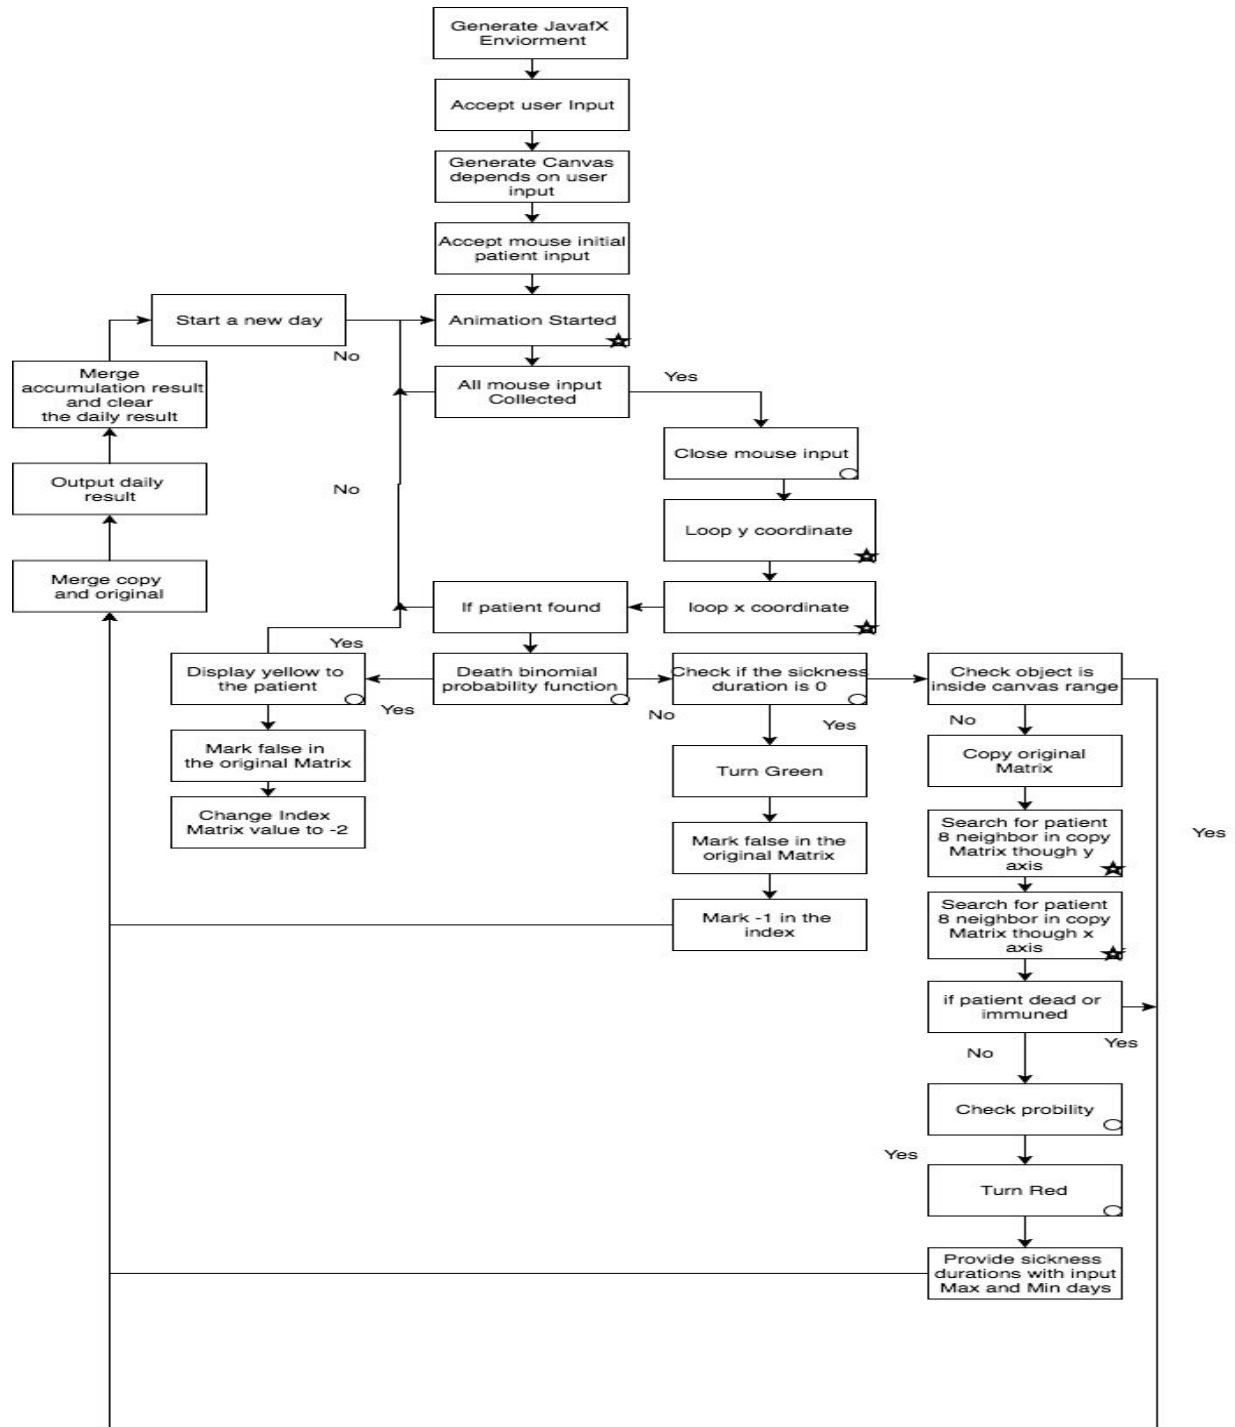 Generate JavafX
Enviorment
Accept user Input
Generate Canvas
depends on user
input
Accept mouse initial
patient input
Start a new day
Animation Started
No
Merge
accumulation result
and clear
the daily result
All mouse input
Collected
Yes
Close mouse input
Output daily
result
No
Loop y coordinate
Merge copy
and original
If patient found
loop x coordinate
Yes
Display yellow to
the patient
Death binomial
probability function
Check if the sickness
duration is 0
Check object is
inside canvas range
Yes
No
Yes
No
Mark false in
the original Matrix
Turn Green
Copy original
Matrix
Change Index
Matrix value to -2
Mark false in the
original Matrix
Search for patient
8 neighbor in copy
Matrix though y
axis
Yes
Mark -1 in the
index
Search for patient
8 neighbor in copy
Matrix though x
axis
if patient dead or
immuned
No
Yes
Check probility
Yes
Turn Red
Provide sickness
durations with input
Max and Min days